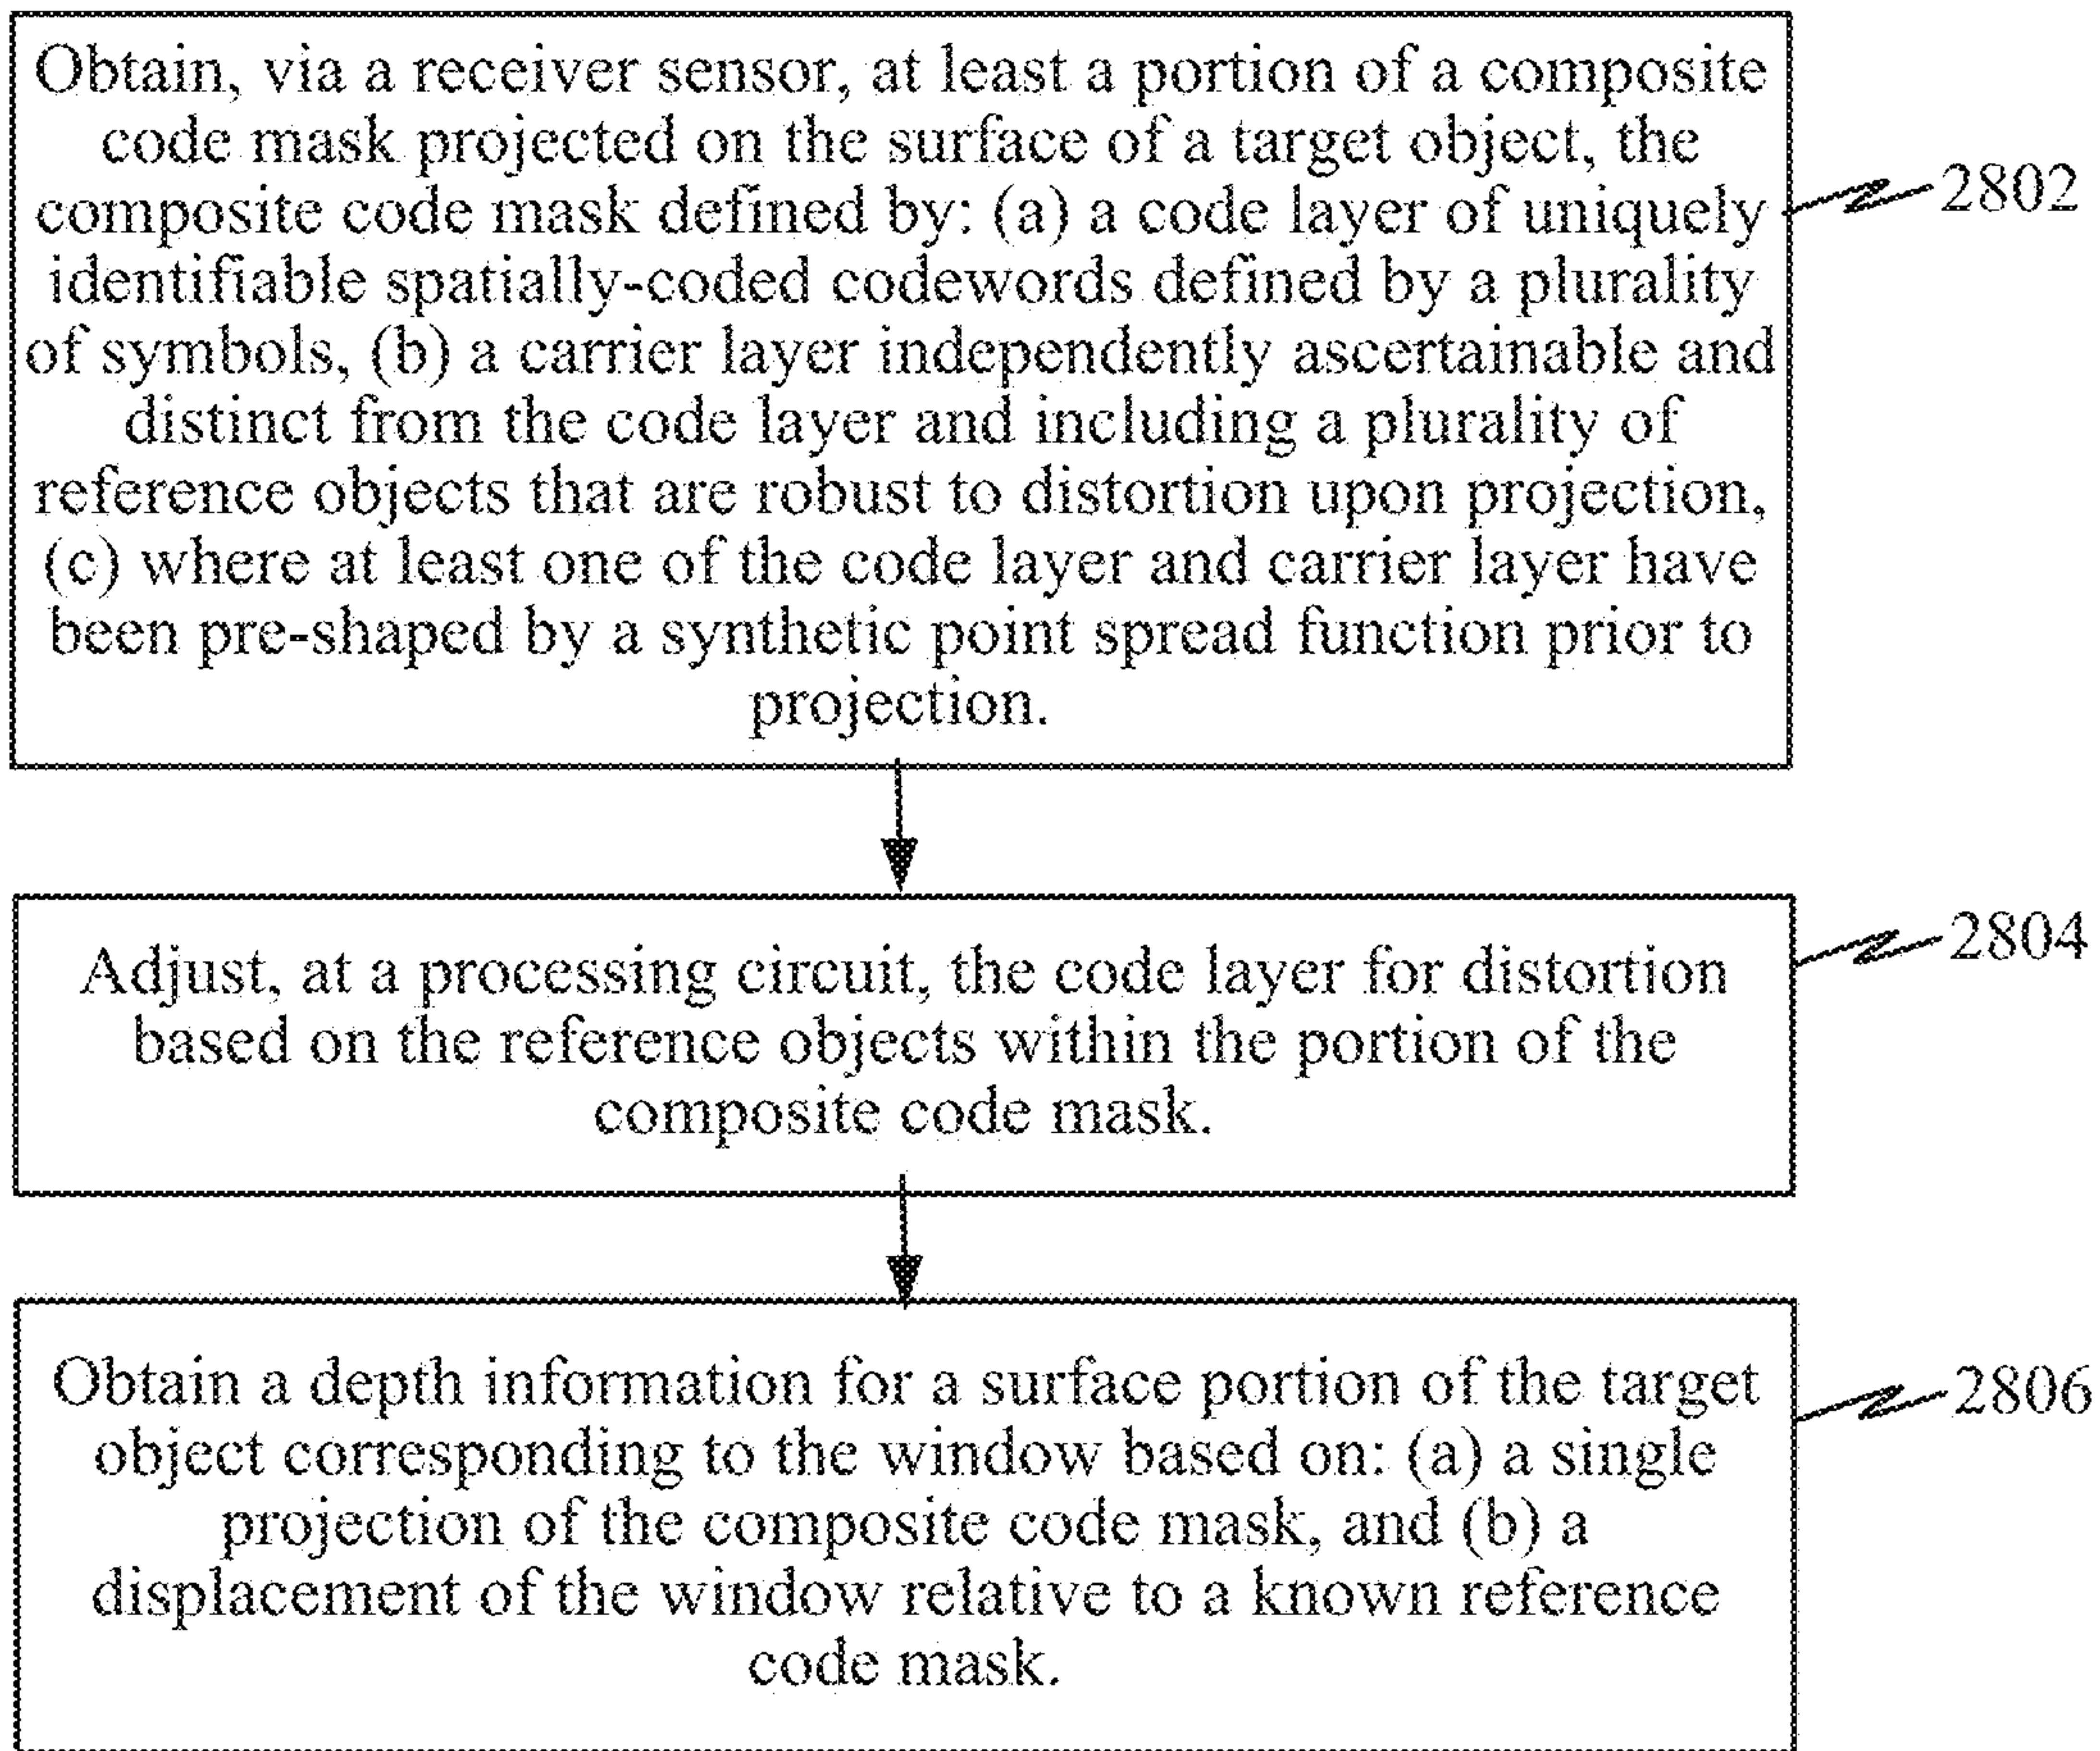 Obtain, via a receiver sensor, at least a portion of a composite
code mask projected on the surface of a target object, the
composite code mask defined by: (a) a code layer of uniquely
identifiable spatially-coded codewords defined by a plurality
of symbols, (b) a carrier layer independently ascertainable and
distinct from the code layer and including a plurality of
reference objects that are robust to distortion upon projection,
(c) where at least one of the code layer and carrier layer have
been pre-shaped by a synthetic point spread function prior to
projection.
2802
Adjust, at a processing circuit, the code layer for distortion
based on the reference objects within the portion of the
composite code mask.
2804
Obtain a depth information for a surface portion of the target
object corresponding to the window based on: (a) a single
projection of the composite code mask, and (b) a
displacement of the window relative to a known reference
code mask.
2806